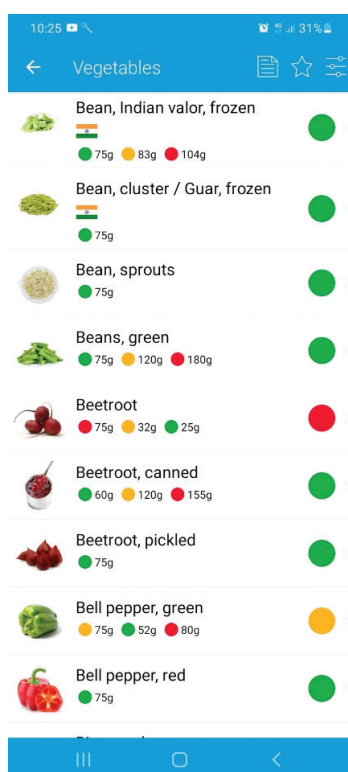 10:25 4G 31%
Vegetables
Bean, Indian valor, frozen
75g 83g 104g
Bean, cluster / Guar, frozen
75g
Bean, sprouts
75g
Beans, green
75g 120g 180g
Beetroot
75g 32g 25g
Beetroot, canned
60g 120g 155g
Beetroot, pickled
75g
Bell pepper, green
75g 52g 80g
Bell pepper, red
75g